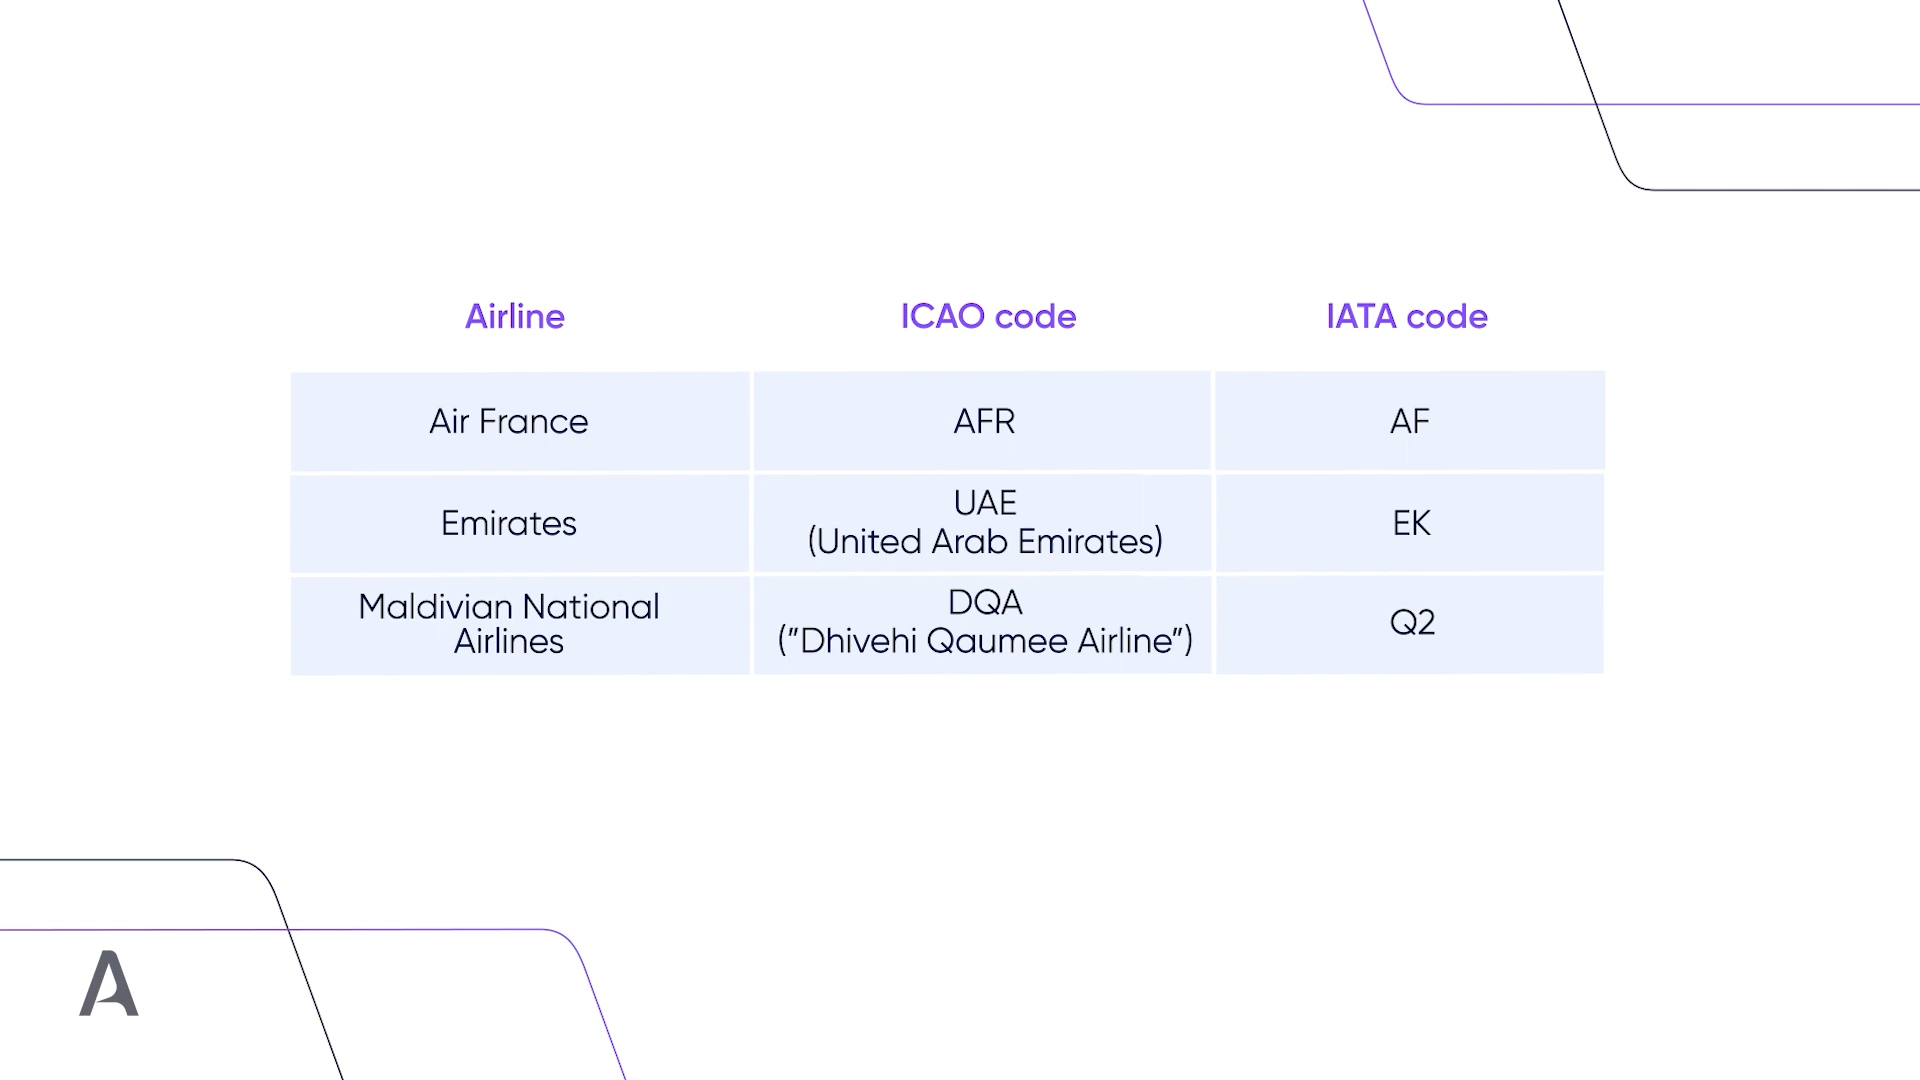 Airline ICAO code IATA code
Air France AFR AF
Emirates UAE EK
(United Arab Emirates)
Maldivian National DQA Q2
Airlines (”Dhivehi Qaumee Airline”)